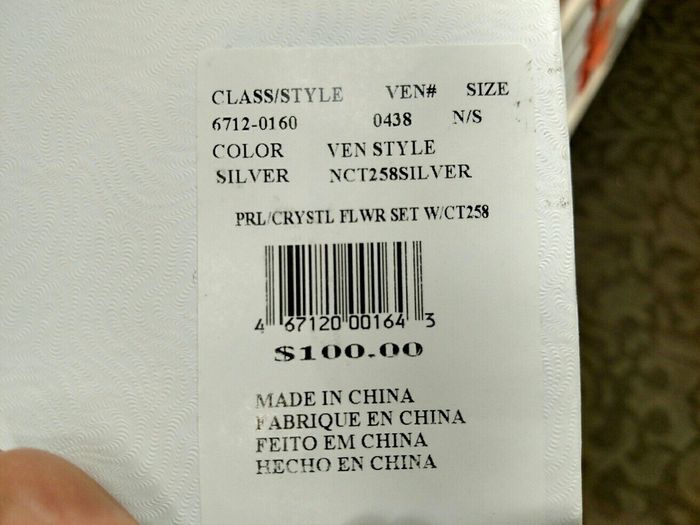 CLASS/STYLE VEN# SIZE
6712-0160 0438 N/S
COLOR VEN STYLE
SILVER NCT258SILVER
PRL/CRYSTL FLWR SET W/CT258
4 67120 00164 3
$100.00
MADE IN CHINA
FABRIQUE EN CHINA
FEITO EM CHINA
HECHO EN CHINA